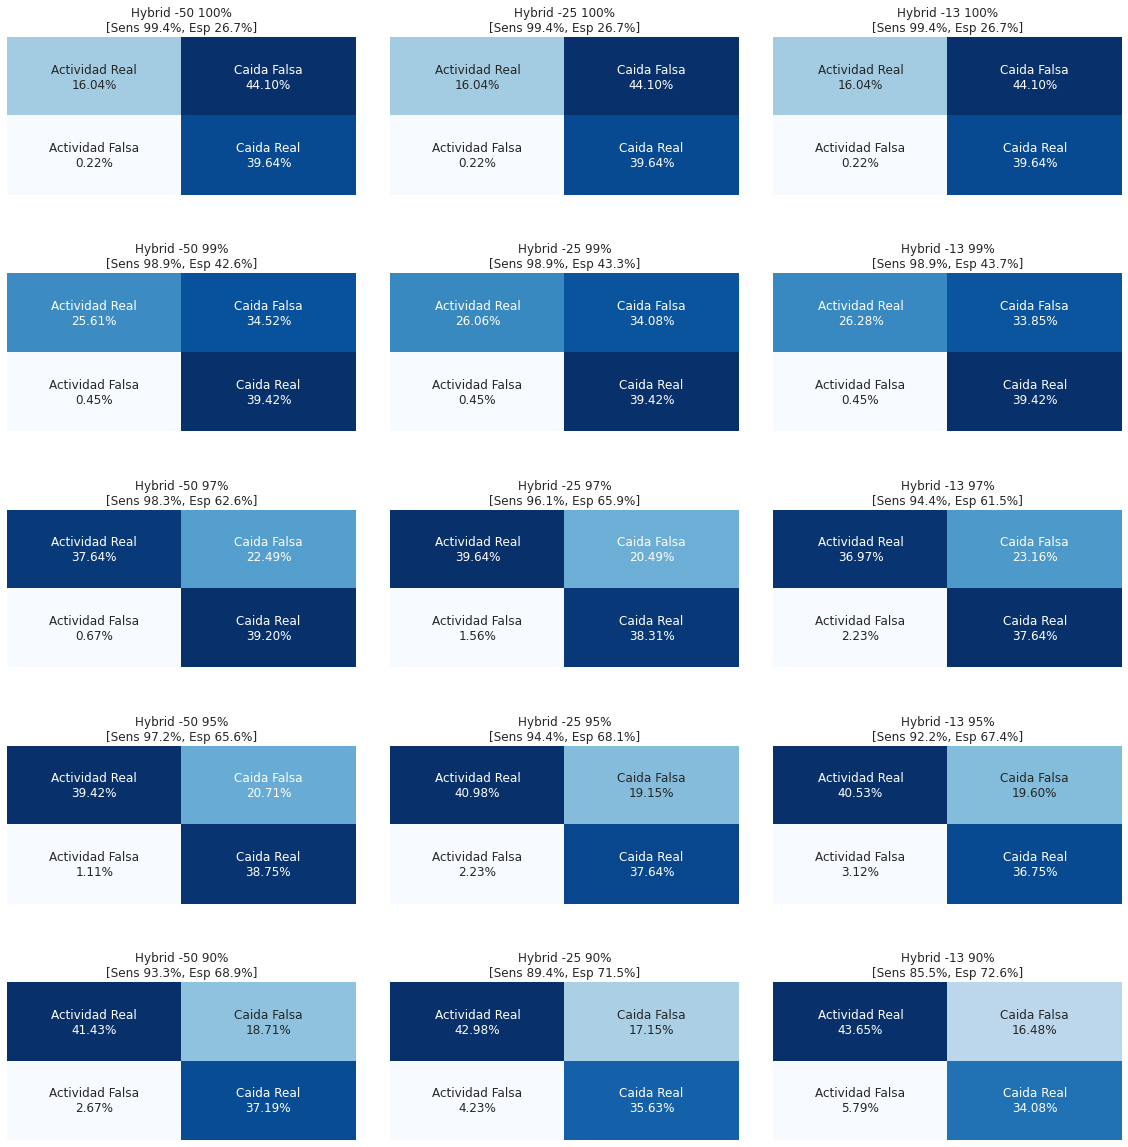 Hybrid -50 100%
[Sens 99.4%, Esp 26.7%]
Actividad Real
16.04%
Caida Falsa
44.10%
Actividad Falsa
0.22%
Caida Real
39.64%
Hybrid -25 100%
[Sens 99.4%, Esp 26.7%]
Actividad Real
16.04%
Caida Falsa
44.10%
Actividad Falsa
0.22%
Caida Real
39.64%
Hybrid -13 100%
[Sens 99.4%, Esp 26.7%]
Actividad Real
16.04%
Caida Falsa
44.10%
Actividad Falsa
0.22%
Caida Real
39.64%
Hybrid -50 99%
[Sens 98.9%, Esp 42.6%]
Actividad Real
25.61%
Caida Falsa
34.52%
Actividad Falsa
0.45%
Caida Real
39.42%
Hybrid -25 99%
[Sens 98.9%, Esp 43.3%]
Actividad Real
26.06%
Caida Falsa
34.08%
Actividad Falsa
0.45%
Caida Real
39.42%
Hybrid -13 99%
[Sens 98.9%, Esp 43.7%]
Actividad Real
26.28%
Caida Falsa
33.85%
Actividad Falsa
0.45%
Caida Real
39.42%
Hybrid -50 97%
[Sens 98.3%, Esp 62.6%]
Actividad Real
37.64%
Caida Falsa
22.49%
Actividad Falsa
0.67%
Caida Real
39.20%
Hybrid -25 97%
[Sens 96.1%, Esp 65.9%]
Actividad Real
39.64%
Caida Falsa
20.49%
Actividad Falsa
1.56%
Caida Real
38.31%
Hybrid -13 97%
[Sens 94.4%, Esp 61.5%]
Actividad Real
36.97%
Caida Falsa
23.16%
Actividad Falsa
2.23%
Caida Real
37.64%
Hybrid -50 95%
[Sens 97.2%, Esp 65.6%]
Actividad Real
39.42%
Caida Falsa
20.71%
Actividad Falsa
1.11%
Caida Real
38.75%
Hybrid -25 95%
[Sens 94.4%, Esp 68.1%]
Actividad Real
40.98%
Caida Falsa
19.15%
Actividad Falsa
2.23%
Caida Real
37.64%
Hybrid -13 95%
[Sens 92.2%, Esp 67.4%]
Actividad Real
40.53%
Caida Falsa
19.60%
Actividad Falsa
3.12%
Caida Real
36.75%
Hybrid -50 90%
[Sens 93.3%, Esp 68.9%]
Actividad Real
41.43%
Caida Falsa
18.71%
Actividad Falsa
2.67%
Caida Real
37.19%
Hybrid -25 90%
[Sens 89.4%, Esp 71.5%]
Actividad Real
42.98%
Caida Falsa
17.15%
Actividad Falsa
4.23%
Caida Real
35.63%
Hybrid -13 90%
[Sens 85.5%, Esp 72.6%]
Actividad Real
43.65%
Caida Falsa
16.48%
Actividad Falsa
5.79%
Caida Real
34.08%